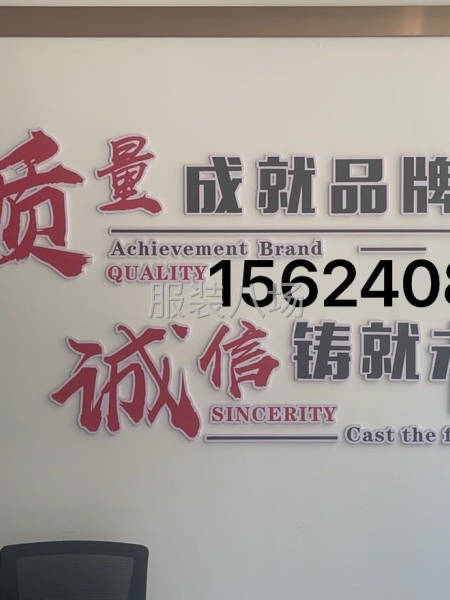 质量成就品牌
Achievement Brand
QUALITY
1562408
服装八场
诚信铸就
SINCERITY
Cast the f